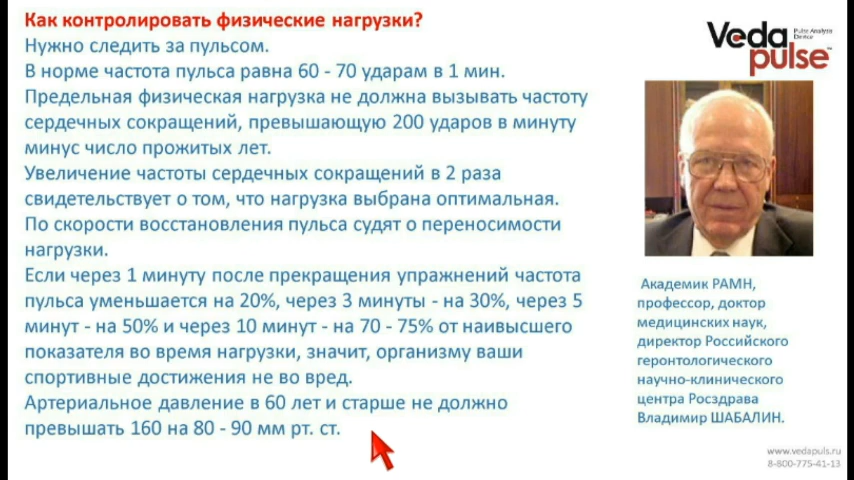 Как контролировать физические нагрузки?
Нужно следить за пульсом.
В норме частота пульса равна 60 - 70 ударам в 1 мин.
Предельная физическая нагрузка не должна вызывать частоту
сердечных сокращений, превышающую 200 ударов в минуту
минус число прожитых лет.
Увеличение частоты сердечных сокращений в 2 раза
свидетельствует о том, что нагрузка выбрана оптимальная.
По скорости восстановления пульса судят о переносимости
нагрузки.
Если через 1 минуту после прекращения упражнений частота
пульса уменьшается на 20%, через 3 минуты - на 30%, через 5
минут - на 50% и через 10 минут - на 70 - 75% от наивысшего
показателя во время нагрузки, значит, организму ваши
спортивные достижения не во вред.
Артериальное давление в 60 лет и старше не должно
превышать 160 на 80 - 90 мм рт. ст.
Veda
pulse™
Pulse Analysis
Device
Академик РАМН,
профессор, доктор
медицинских наук,
директор Российского
геронтологического
научно-клинического
центра Росздрава
Владимир ШАБАЛИН.
www.vedapuls.ru
8-800-775-41-13